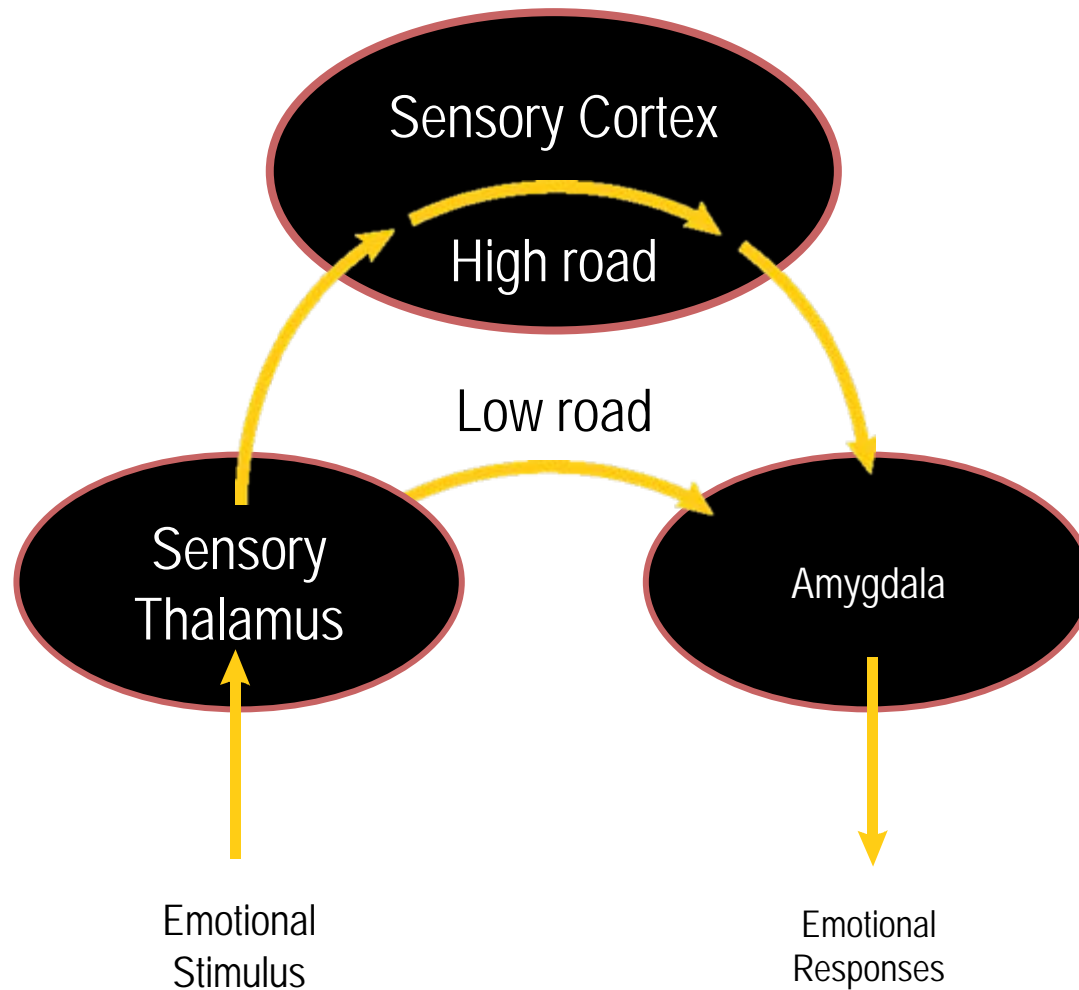 Sensory Cortex
High road
Low road
Sensory
Thalamus
Amygdala
Emotional
Stimulus
Emotional
Responses